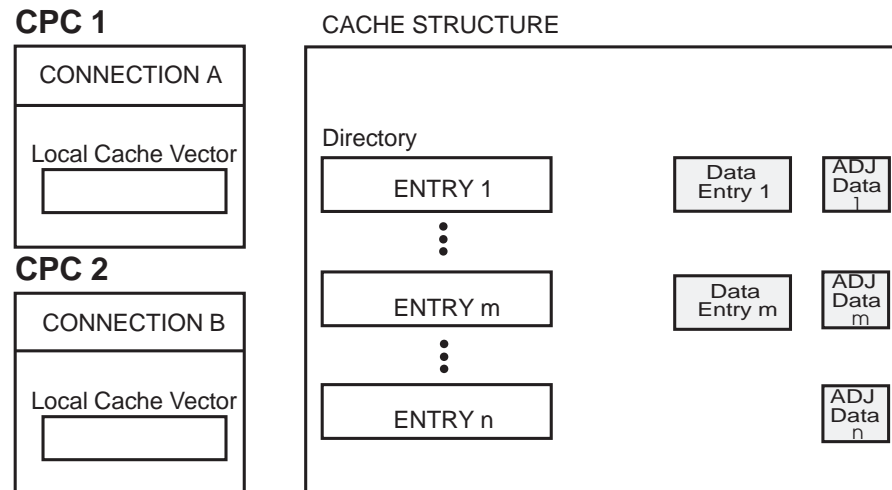 CPC 1
CONNECTION A
Local Cache Vector
CPC 2
CONNECTION B
Local Cache Vector
CACHE STRUCTURE
Directory
ENTRY 1
Data
Entry 1
ADJ
Data
1
ENTRY m
Data
Entry m
ADJ
Data
m
ENTRY n
ADJ
Data
n